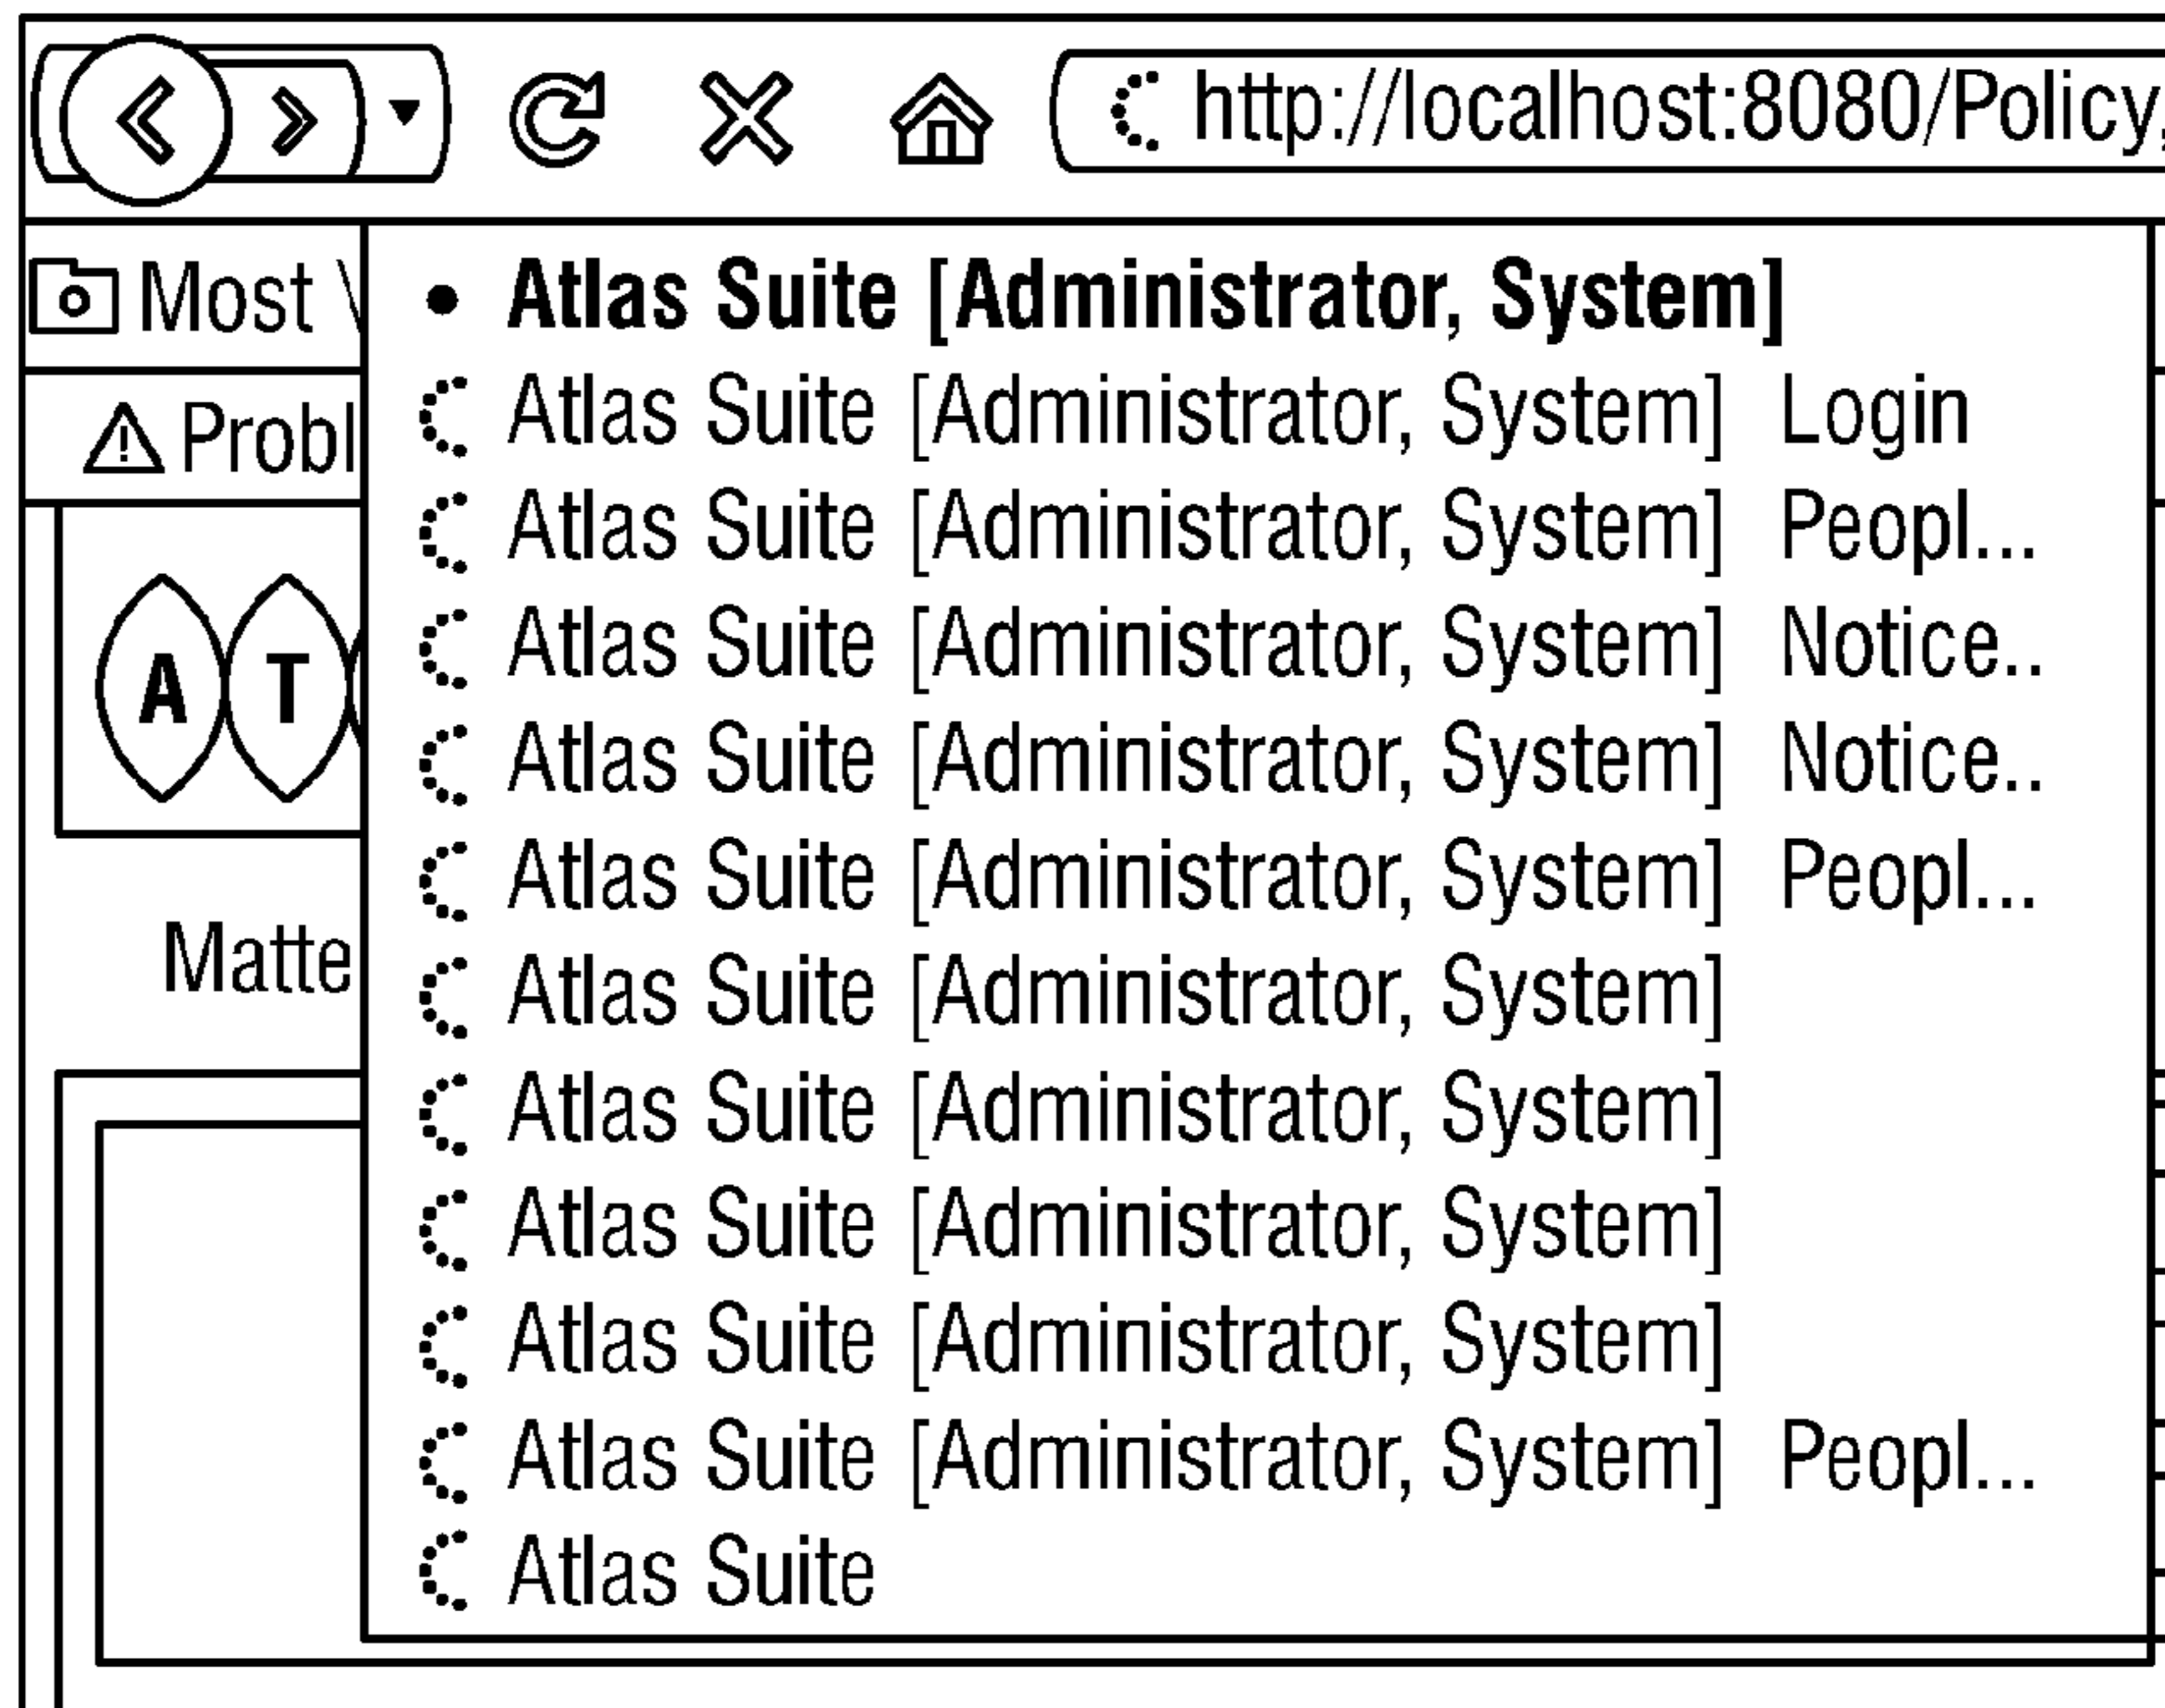 http://localhost:8080/Policy
Most
• Atlas Suite [Administrator, System]
Atlas Suite [Administrator, System] Login
Probl
Atlas Suite [Administrator, System] Peopl...
Atlas Suite [Administrator, System] Notice..
A T
Atlas Suite [Administrator, System] Notice..
Atlas Suite [Administrator, System] Peopl...
Matte
Atlas Suite [Administrator, System]
Atlas Suite [Administrator, System]
Atlas Suite [Administrator, System]
Atlas Suite [Administrator, System]
Atlas Suite [Administrator, System] Peopl...
Atlas Suite